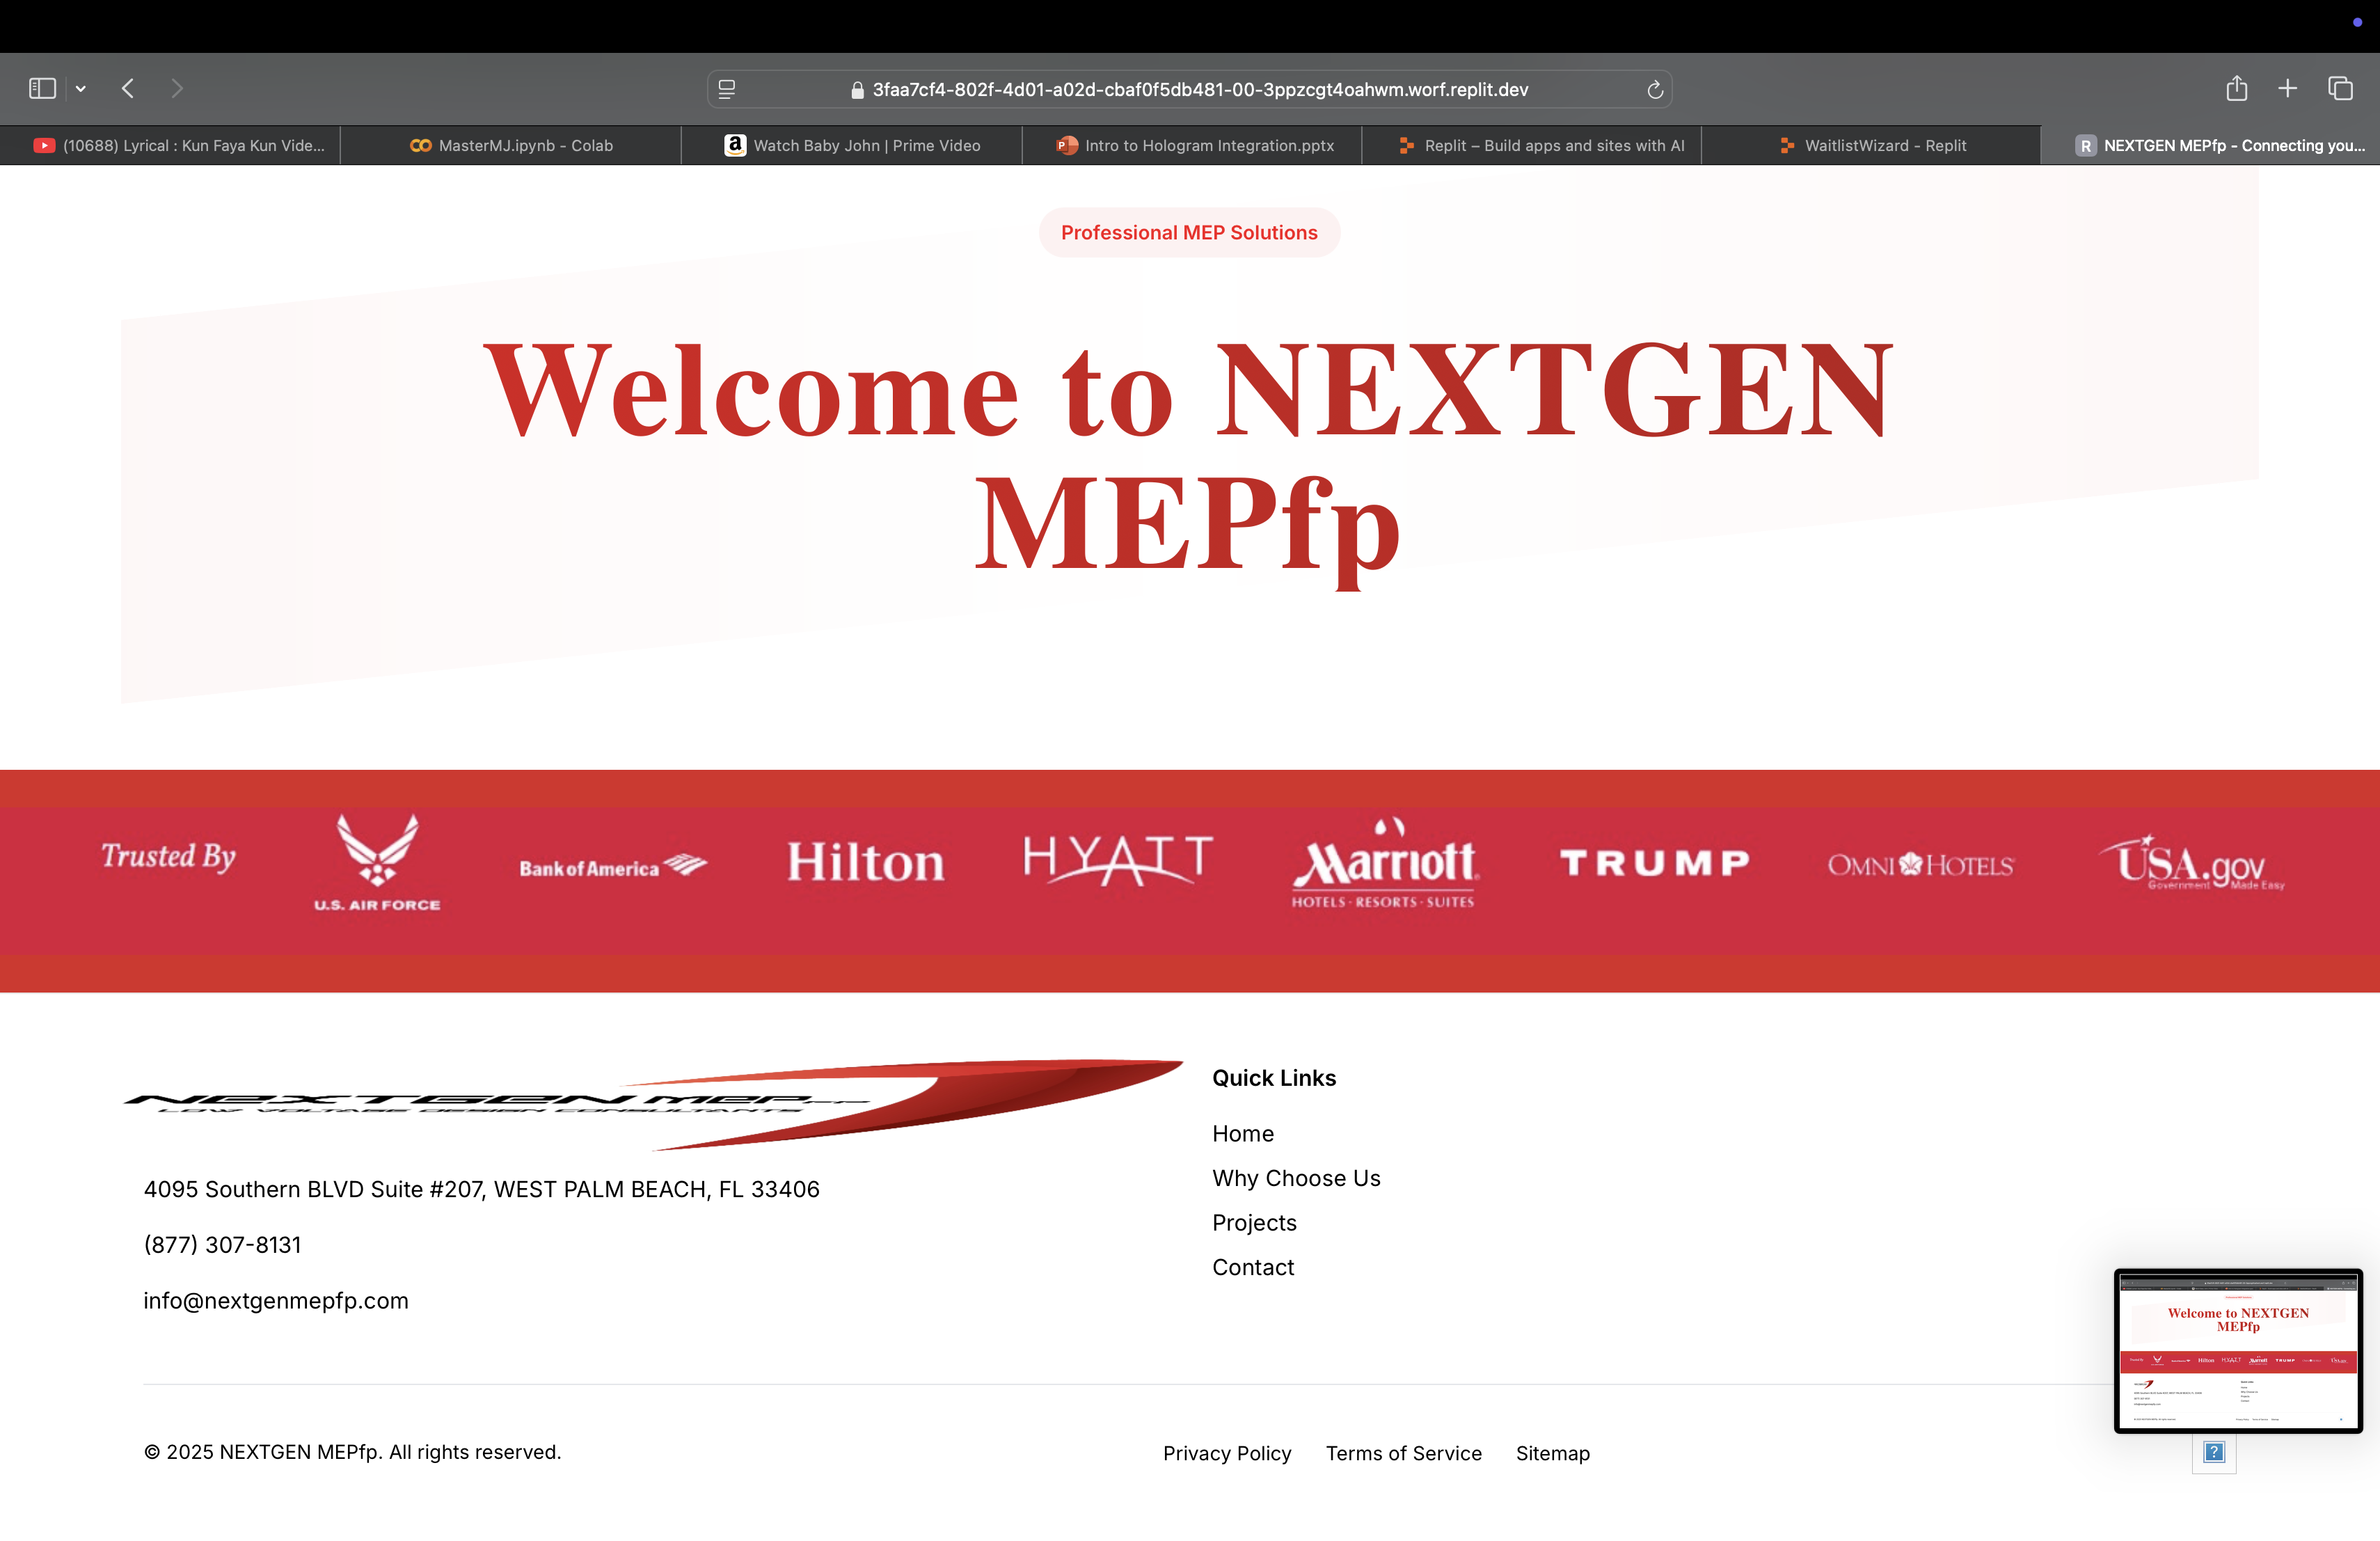 3faa7cf4-802f-4d01-a02d-cbaf0f5db481-00-3ppzcgt4oahwm.worf.replit.dev
(10688) Lyrical : Kun Faya Kun Vide...
MasterMJ.ipynb - Colab
Watch Baby John | Prime Video
Intro to Hologram Integration.pptx
Replit – Build apps and sites with AI
WaitlistWizard - Replit
R NEXTGEN MEPfp - Connecting you...
Professional MEP Solutions
Welcome to NEXTGEN
MEPfp
Trusted By
U.S. AIR FORCE
Bank of America
Hilton
HYATT
Marriott
HOTELS · RESORTS · SUITES
TRUMP
OMNI HOTELS
USA.gov
Government Made Easy
NEXTGEN MEP
LOW VOLTAGE DESIGN CONSULTANTS
4095 Southern BLVD Suite #207, WEST PALM BEACH, FL 33406
(877) 307-8131
info@nextgenmepfp.com
Quick Links
Home
Why Choose Us
Projects
Contact
Welcome to NEXTGEN
MEPfp
© 2025 NEXTGEN MEPfp. All rights reserved.
Privacy Policy Terms of Service Sitemap